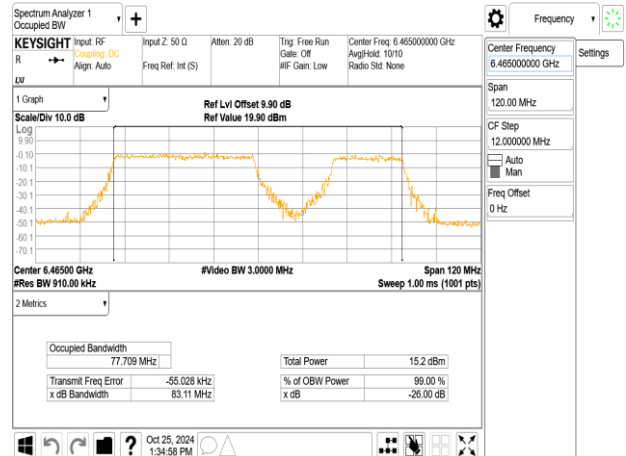 Spectrum Analyzer 1
Occupied BW
Frequency
KEYSIGHT
Input: RF
Coupling: DC
Align: Auto
Input Z: 50 Ω
Freq Ref: Int (S)
Atten: 20 dB
Trig: Free Run
Gate: Off
#IF Gain: Low
Center Freq: 6.465000000 GHz
Avg|Hold: 10/10
Radio Std: None
R
LXI
Center Frequency
6.465000000 GHz
Settings
Span
120.00 MHz
CF Step
12.000000 MHz
Auto
Man
Freq Offset
0 Hz
1 Graph
Scale/Div 10.0 dB
Ref Lvl Offset 9.90 dB
Ref Value 19.90 dBm
Log
9.90
-0.10
-10.1
-20.1
-30.1
-40.1
-50.1
-60.1
-70.1
Center 6.46500 GHz
#Video BW 3.0000 MHz
Span 120 MHz
#Res BW 910.00 kHz
Sweep 1.00 ms (1001 pts)
2 Metrics
Occupied Bandwidth
77.709 MHz
Total Power 15.2 dBm
Transmit Freq Error -55.028 kHz
% of OBW Power 99.00 %
x dB Bandwidth 83.11 MHz
x dB -26.00 dB
?
Oct 25, 2024
1:34:58 PM